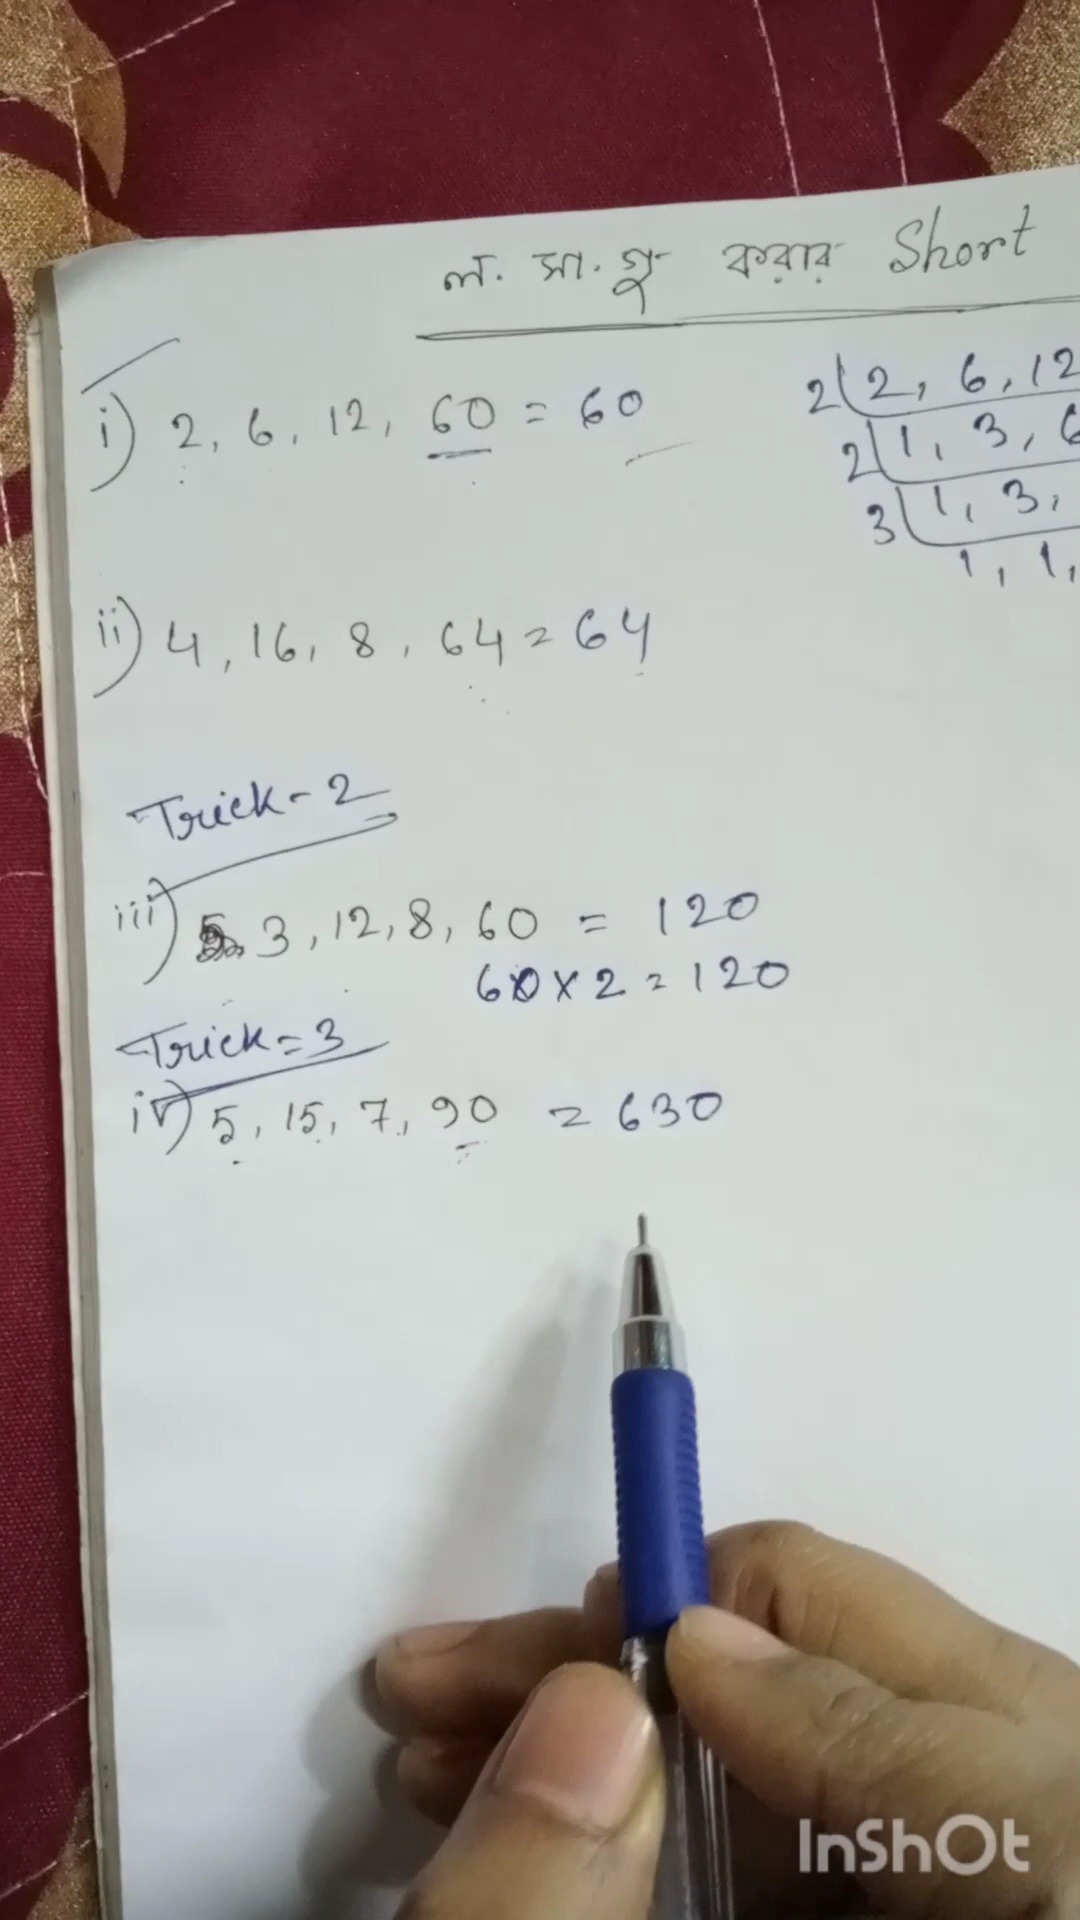 ল. সা. গু করার Short
i) 2, 6, 12, 60 = 60
2 2, 6, 12
2 1, 3, 6
3 1, 3,
1, 1,
ii) 4, 16, 8, 64 = 64
Trick-2
iii) 3, 12, 8, 60 = 120
60 x 2 = 120
Trick=3
iv) 5, 15, 7, 90 = 630
InShOt